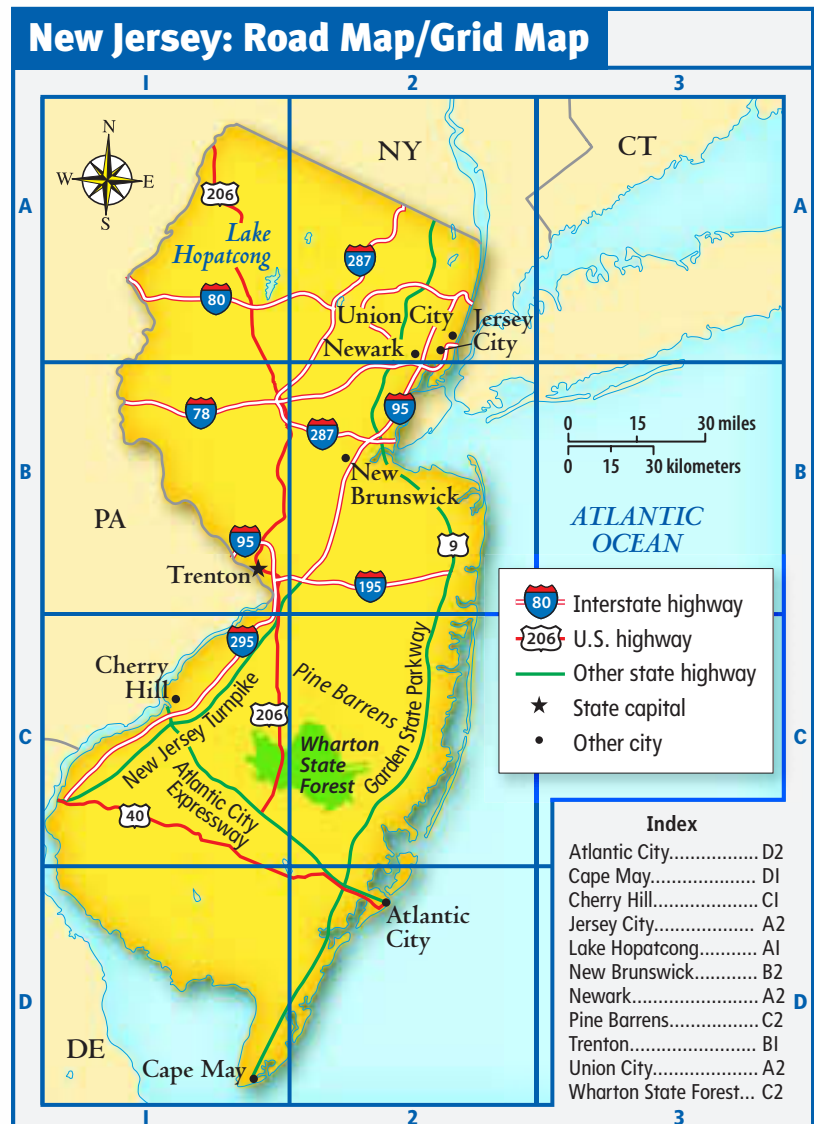 New Jersey: Road Map/Grid Map
1 2 3
N
W E
S
NY
CT
A A
206
Lake
Hopatcong
287
80
Union City
Jersey
City
Newark
78
95
287
0 15 30 miles
0 15 30 kilometers
B B
New
Brunswick
PA
ATLANTIC
OCEAN
95
9
Trenton
195
80 Interstate highway
206 U.S. highway
Other state highway
State capital
Other city
295
Cherry
Hill
Pine Barrens
Garden State Parkway
New Jersey Turnpike
206
Wharton
State
Forest
C C
Atlantic City
Expressway
40
Index
Atlantic City................. D2
Cape May.................... D1
Cherry Hill.................... C1
Jersey City................... A2
Lake Hopatcong........... A1
New Brunswick............ B2
Newark........................ A2
Pine Barrens................. C2
Trenton........................ B1
Union City.................... A2
Wharton State Forest... C2
Atlantic
City
D D
DE
Cape May
1 2 3